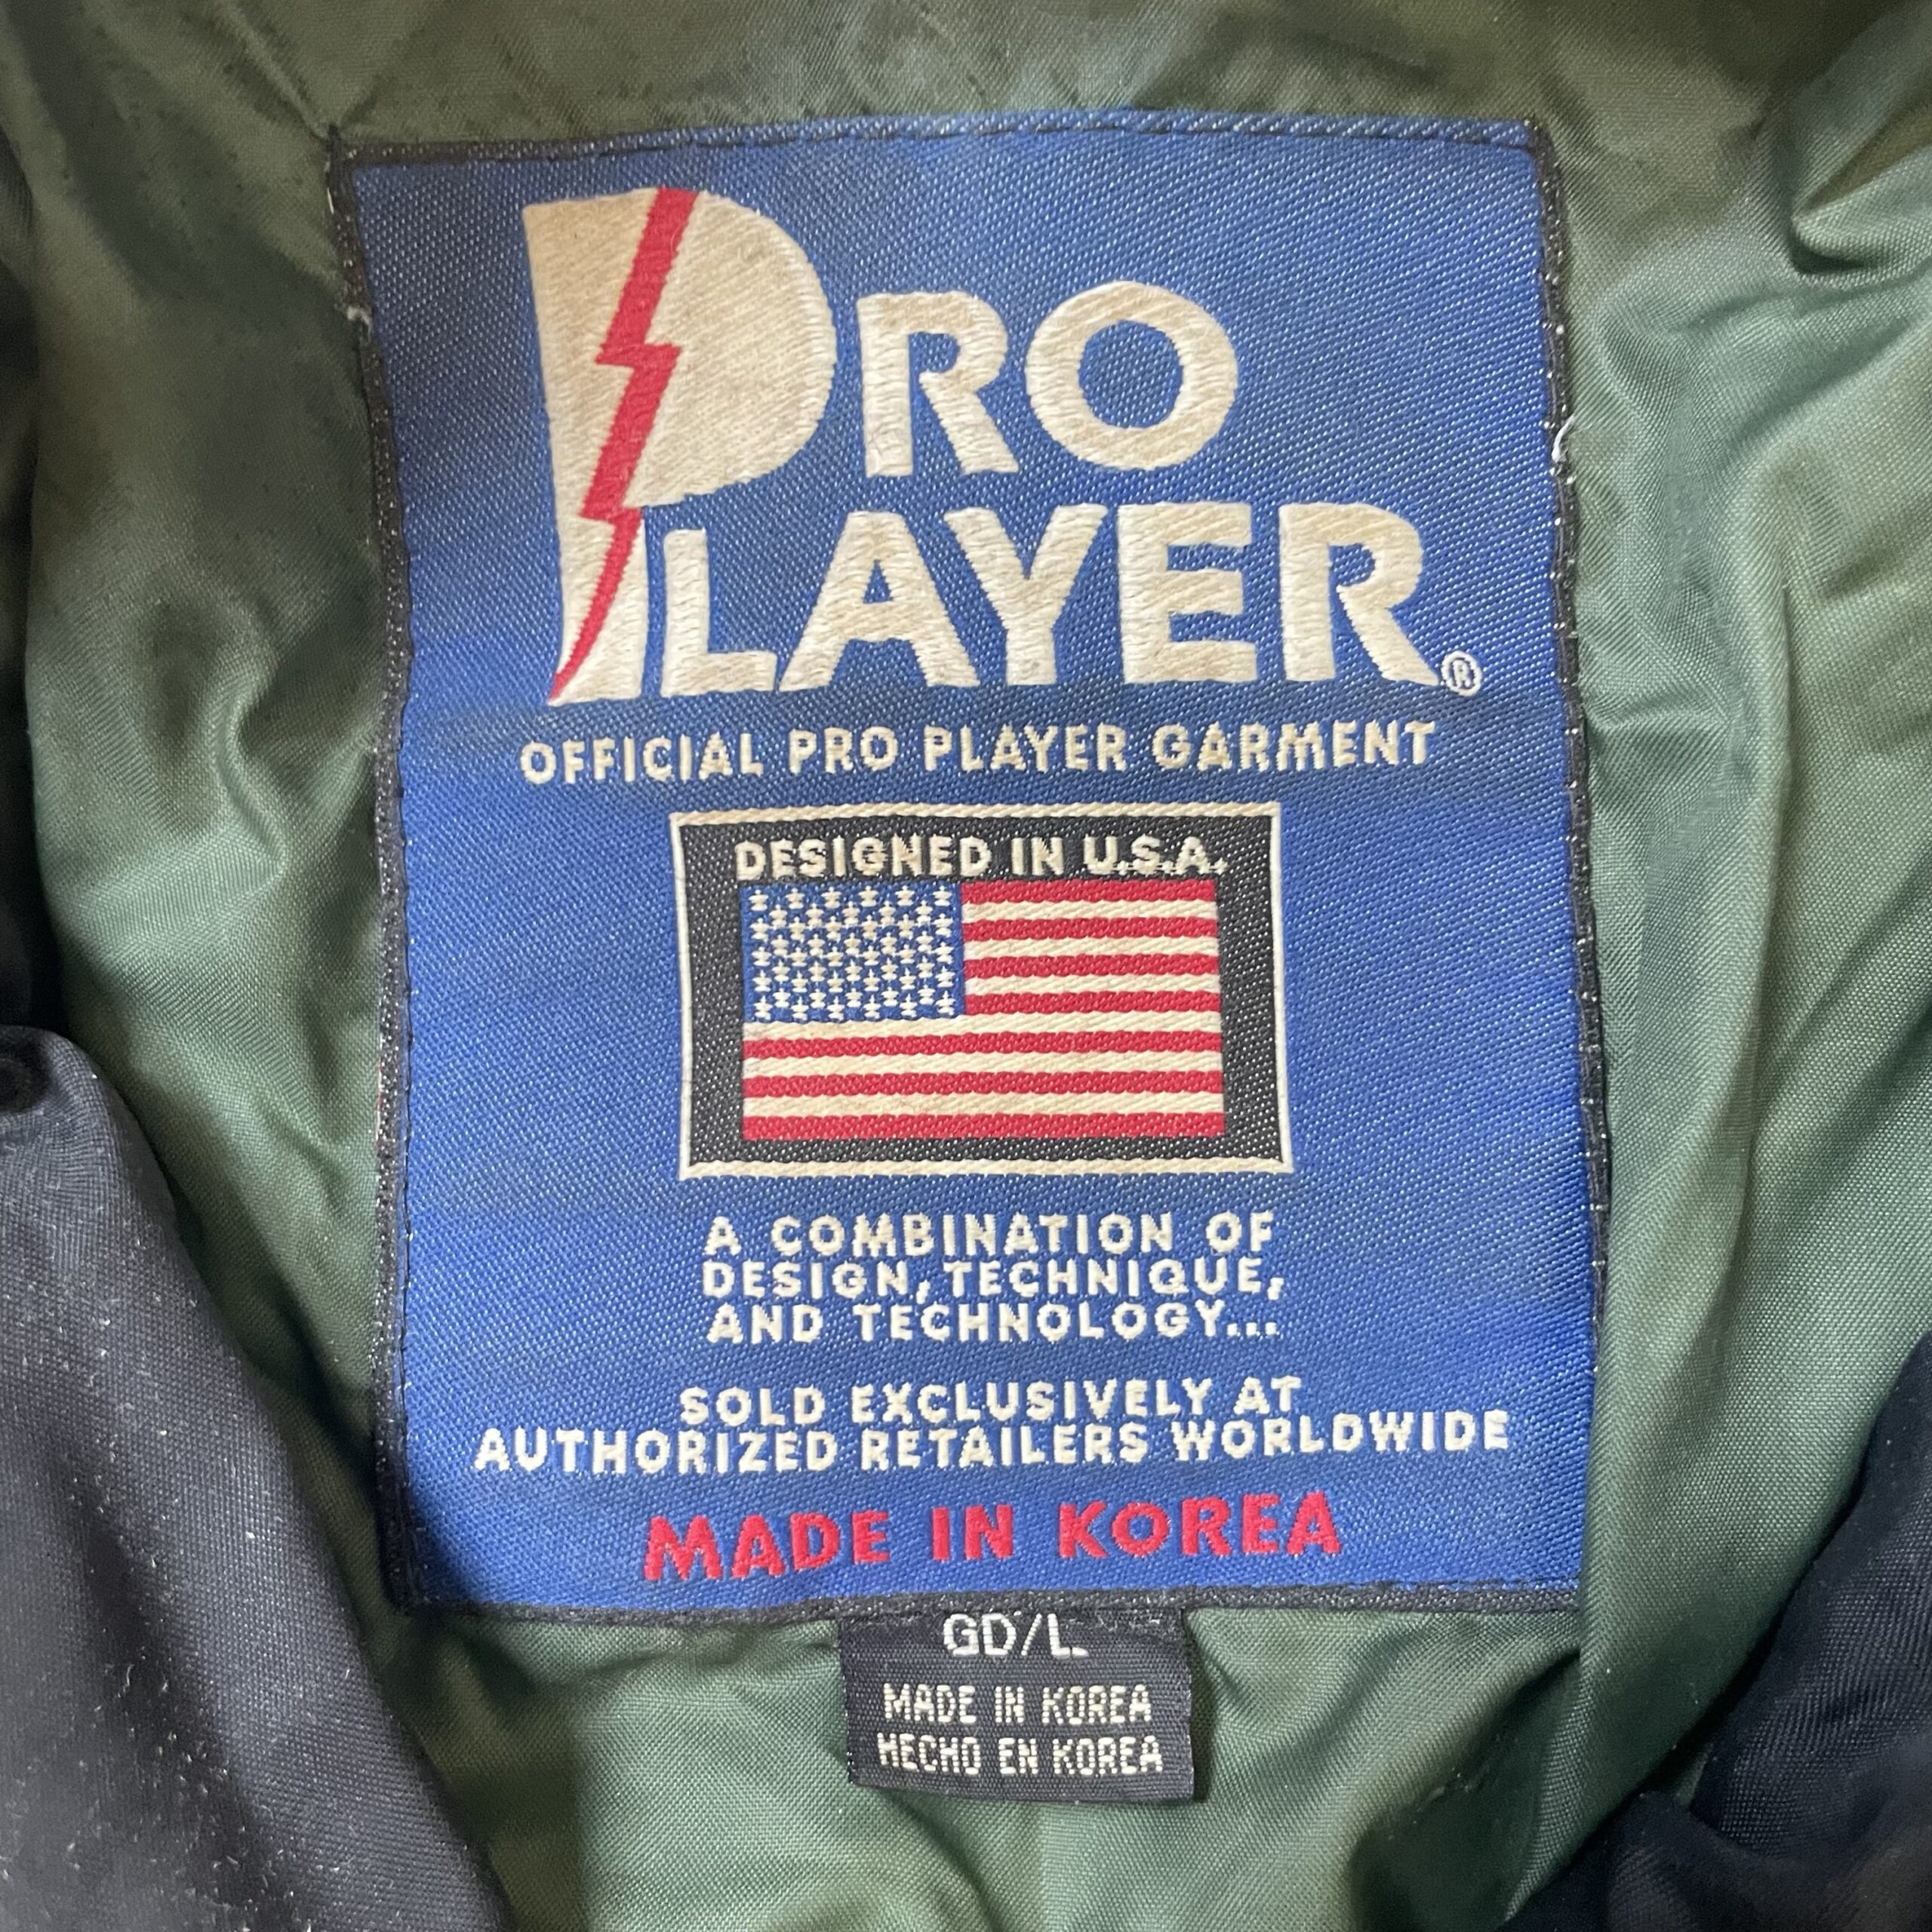 PRO
PLAYER®
OFFICIAL PRO PLAYER GARMENT
DESIGNED IN U.S.A.
A COMBINATION OF
DESIGN, TECHNIQUE,
AND TECHNOLOGY...
SOLD EXCLUSIVELY AT
AUTHORIZED RETAILERS WORLDWIDE
MADE IN KOREA
GD/L
MADE IN KOREA
HECHO EN KOREA